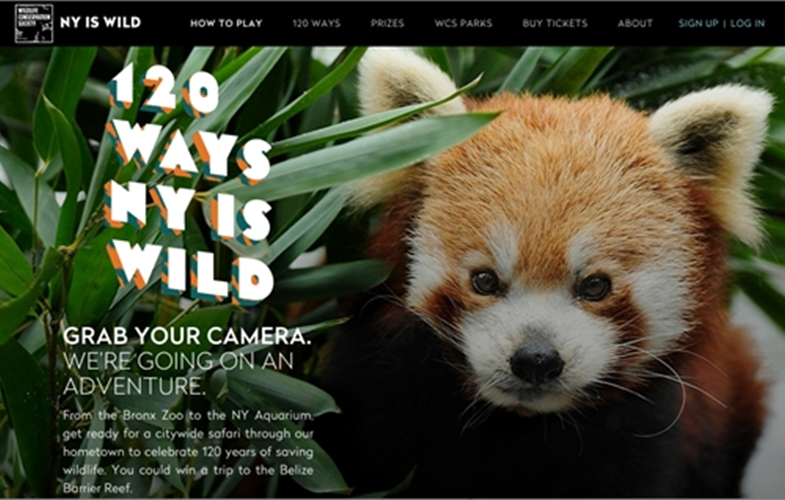 WILDLIFE
CONSERVATION
SOCIETY
NY IS WILD HOW TO PLAY 120 WAYS PRIZES WCS PARKS BUY TICKETS ABOUT SIGN UP | LOG IN
120
WAYS
NY IS
WILD
GRAB YOUR CAMERA.
WE'RE GOING ON AN
ADVENTURE.
From the Bronx Zoo to the NY Aquarium,
get ready for a citywide safari through our
hometown to celebrate 120 years of saving
wildlife. You could win a trip to the Belize
Barrier Reef.